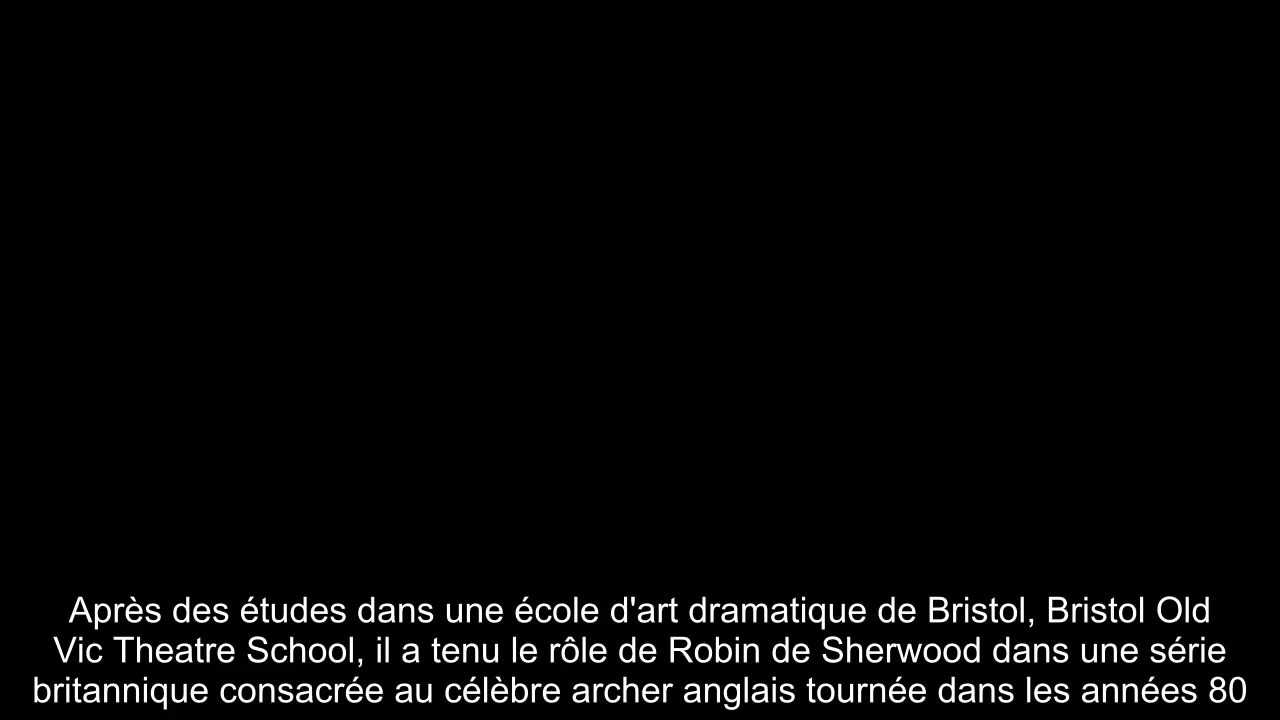 Après des études dans une école d'art dramatique de Bristol, Bristol Old
Vic Theatre School, il a tenu le rôle de Robin de Sherwood dans une série
britannique consacrée au célèbre archer anglais tournée dans les années 80